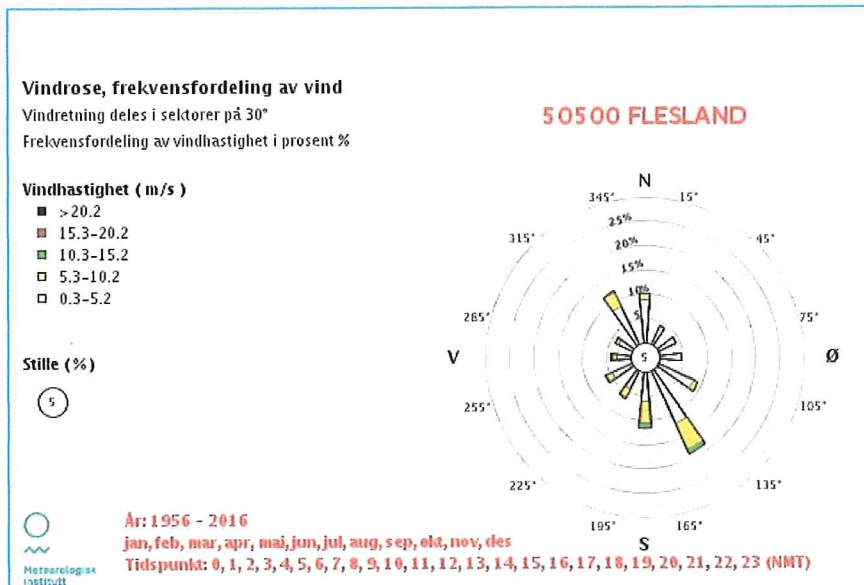 Vindrose, frekvensfordeling av vind
Vindretning deles i sektorer på 30°
Frekvensfordeling av vindhastighet i prosent %
50500 FLESLAND
Vindhastighet ( m/s )
>20.2
15.3-20.2
10.3-15.2
5.3-10.2
0.3-5.2
Stille (%)
5
N
345° 15°
315° 45°
285° 75°
V Ø
255° 105°
225° 135°
195° 165°
S
25%
20%
15%
10%
5
5
År: 1956 - 2016
jan, feb, mar, apr, mai, jun, jul, aug, sep, okt, nov, des
Tidspunkt: 0, 1, 2, 3, 4, 5, 6, 7, 8, 9, 10, 11, 12, 13, 14, 15, 16, 17, 18, 19, 20, 21, 22, 23 (NMT)
Meteorologisk
institutt